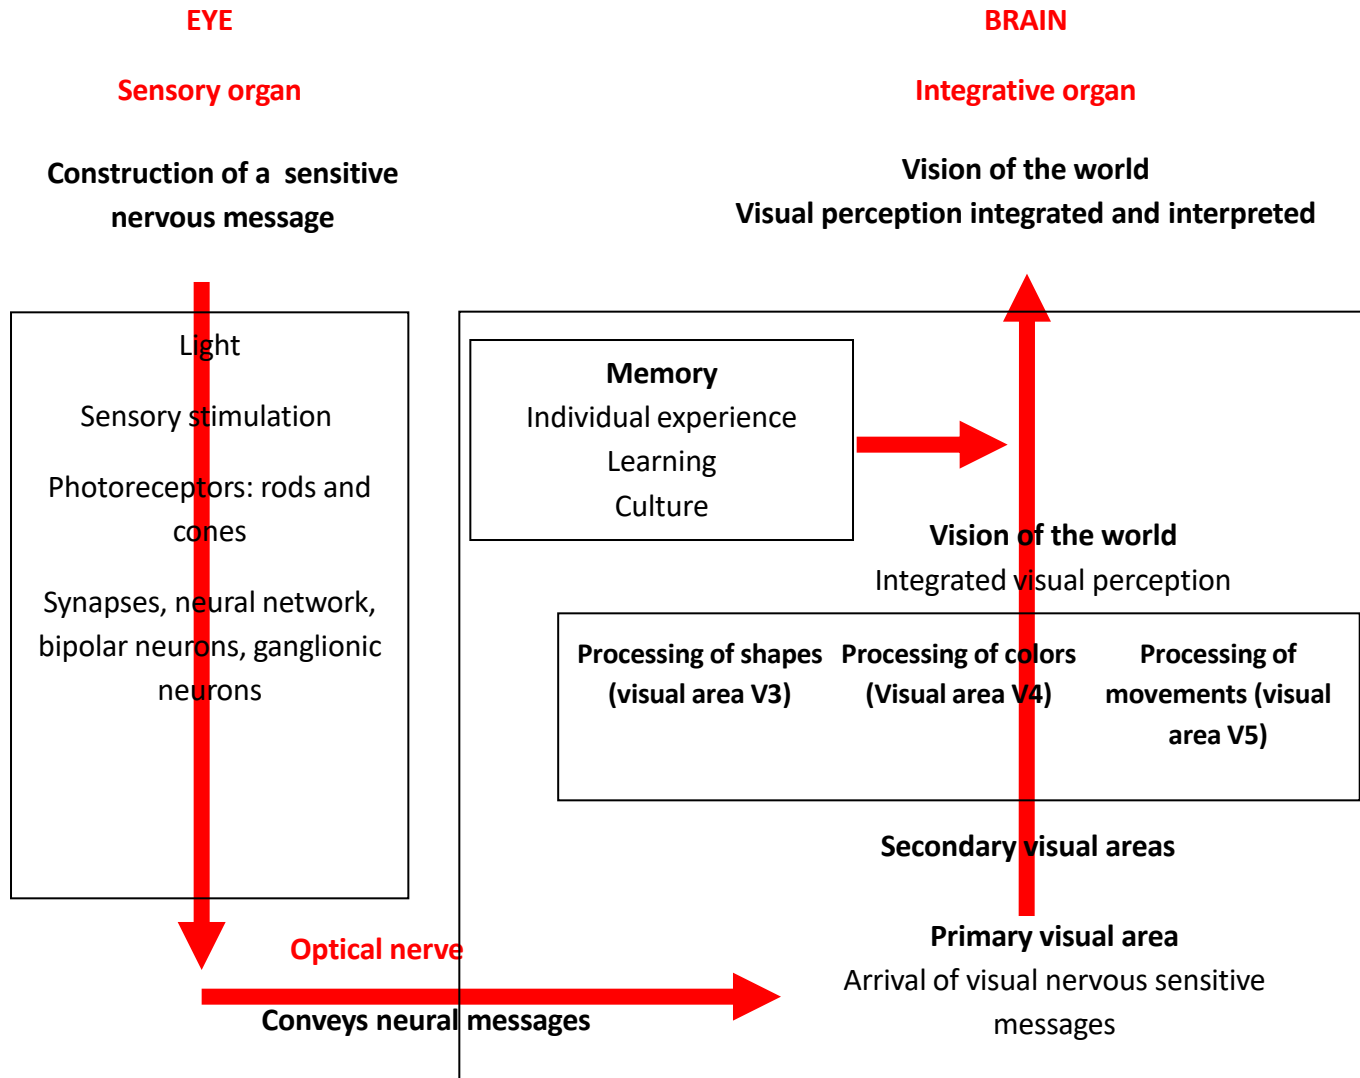 EYE
Sensory organ
Construction of a sensitive
nervous message
Light
Sensory stimulation
Photoreceptors: rods and
cones
Synapses, neural network,
bipolar neurons, ganglionic
neurons
Optical nerve
Conveys neural messages
BRAIN
Integrative organ
Vision of the world
Visual perception integrated and interpreted
Memory
Individual experience
Learning
Culture
Vision of the world
Integrated visual perception
Processing of shapes
(visual area V3)
Processing of colors
(Visual area V4)
Processing of
movements (visual
area V5)
Secondary visual areas
Primary visual area
Arrival of visual nervous sensitive
messages